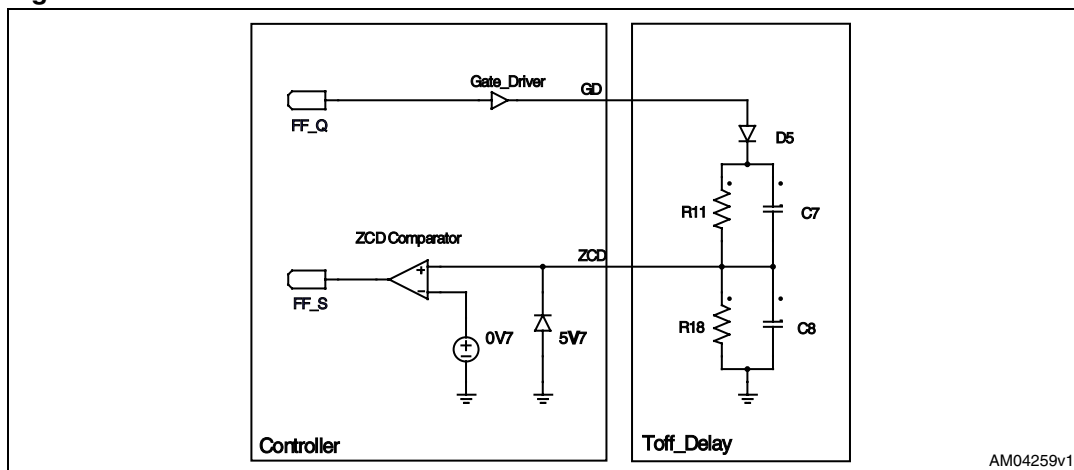 Gate_Driver
GD
FF_Q
D5
R11
C7
ZCD Comparator
ZCD
+
−
FF_S
R18
C8
+
−
0V7
5V7
Controller
Toff_Delay
AM04259v1